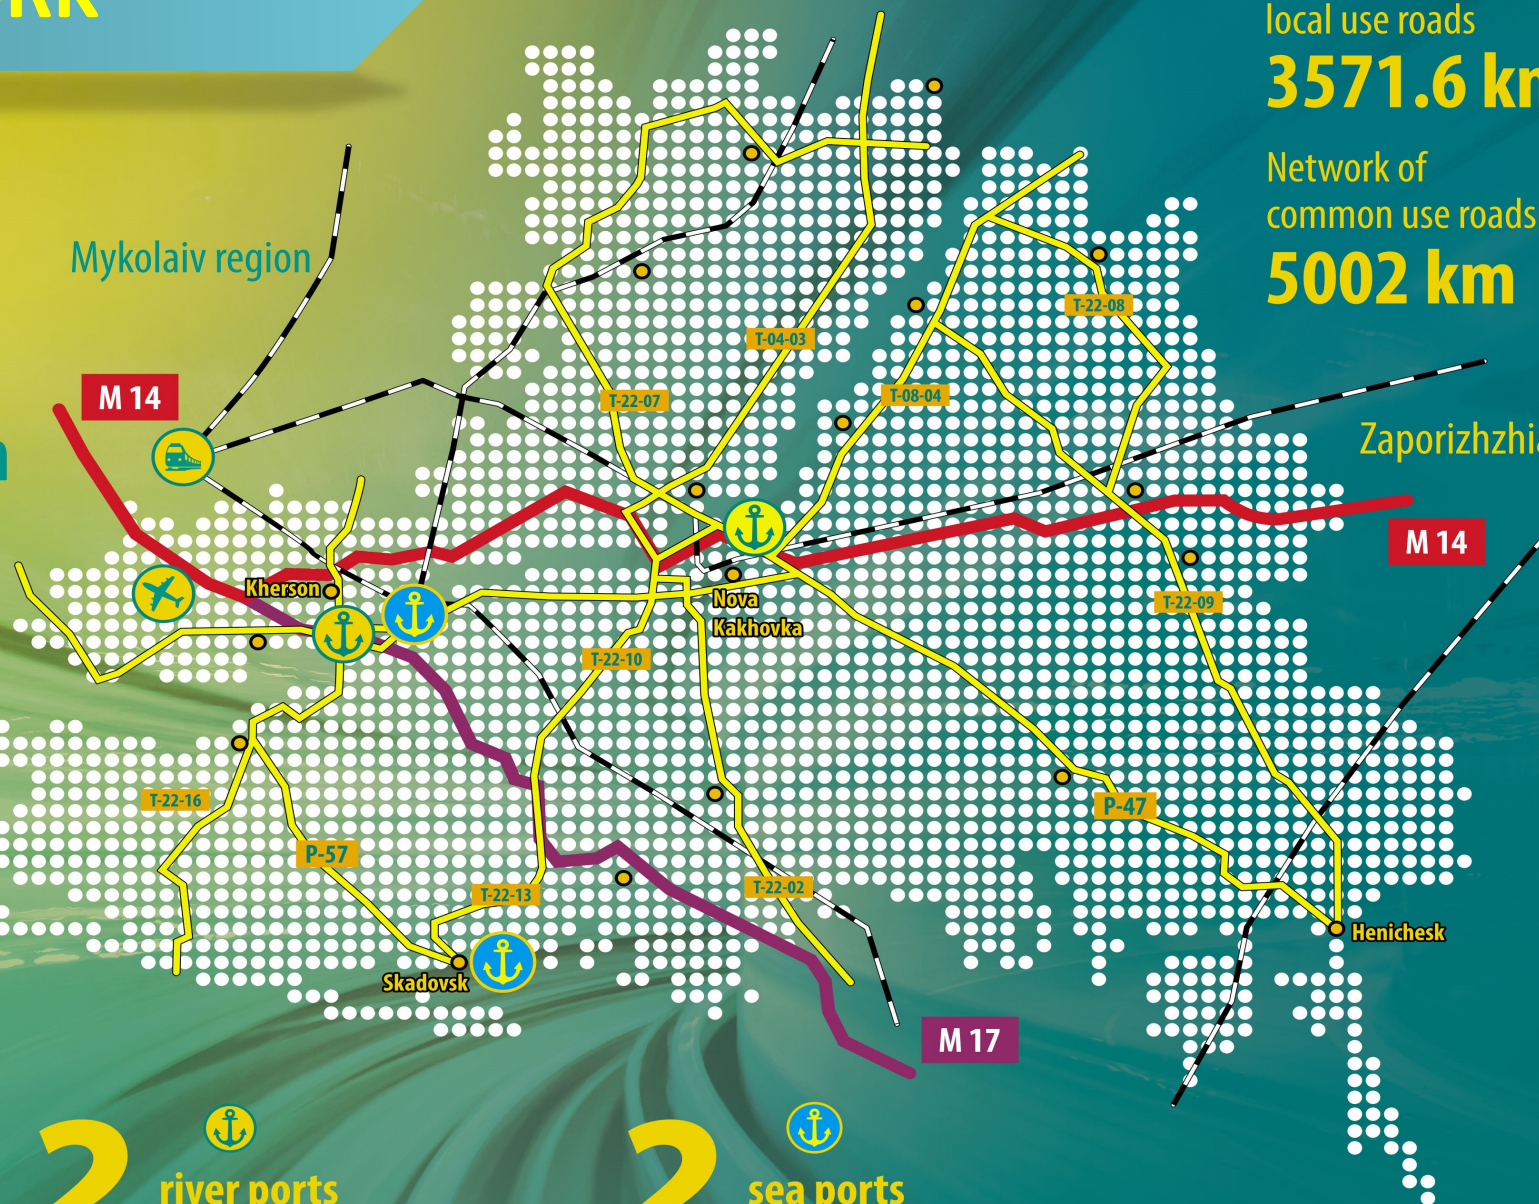 local use roads
3571.6 km
Network of
common use roads
5002 km
Mykolaiv region
T-22-08
T-04-03
M 14
T-22-07
T-08-04
Zaporizhzhia
M 14
Kherson
Nova
Kakhovka
T-22-09
T-22-10
T-22-16
P-47
P-57
T-22-13
T-22-02
Henichesk
Skadovsk
M 17
2
river ports
2
sea ports